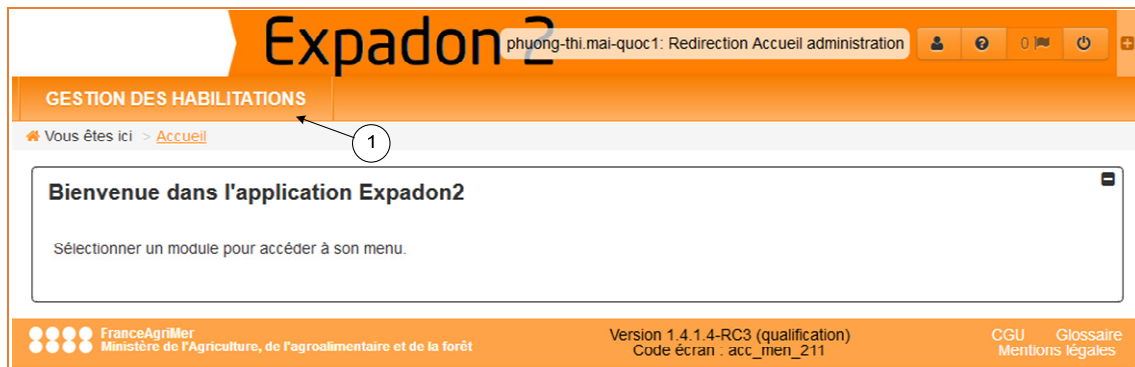 Expadon 2
phuong-thi.mai-quoc1: Redirection Accueil administration
0
GESTION DES HABILITATIONS
Vous êtes ici > Accueil
1
Bienvenue dans l'application Expadon2
Sélectionner un module pour accéder à son menu.
FranceAgriMer
Ministère de l'Agriculture, de l'agroalimentaire et de la forêt
Version 1.4.1.4-RC3 (qualification)
Code écran : acc_men_211
CGU Glossaire
Mentions légales